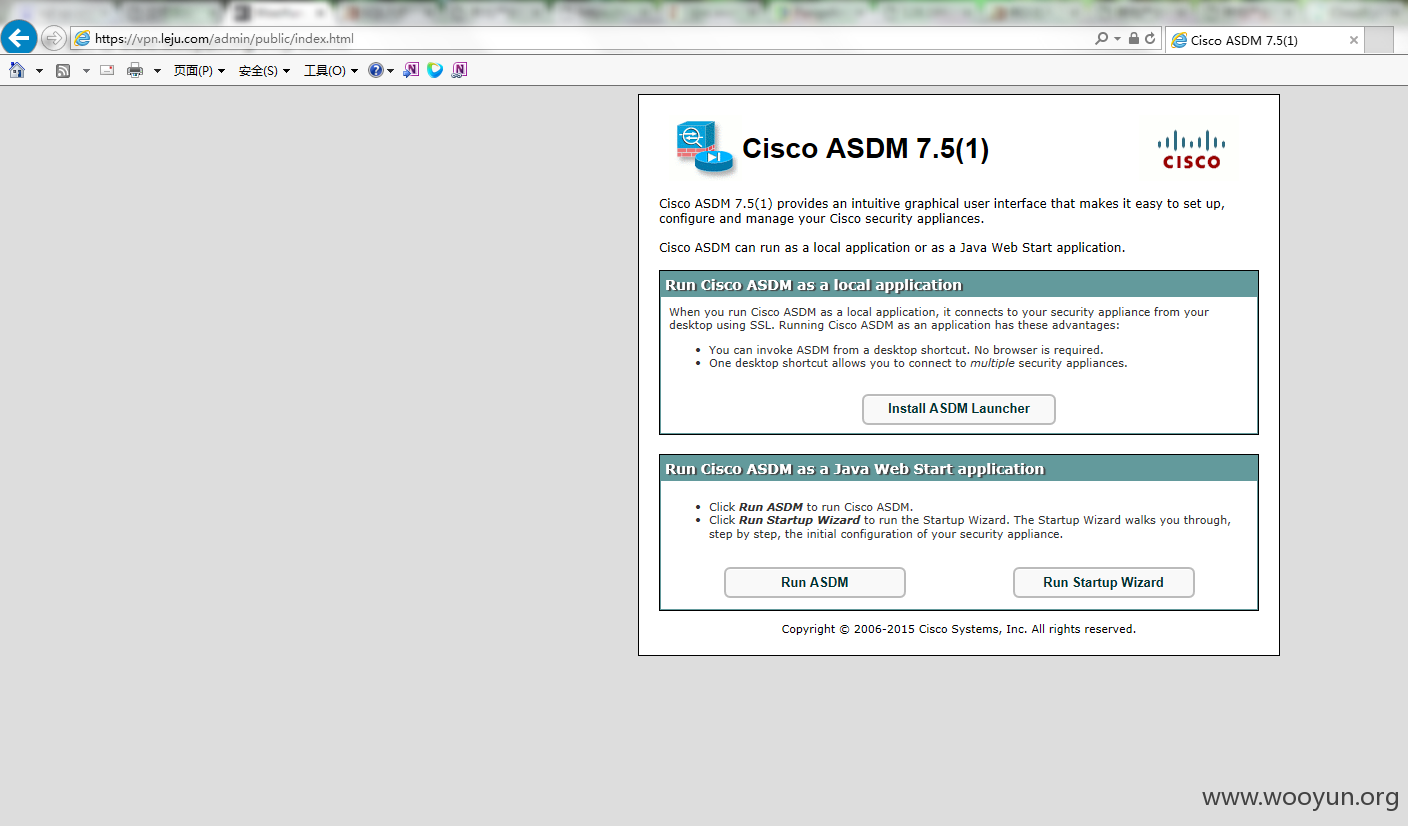 https://vpn.leju.com/admin/public/index.html
Cisco ASDM 7.5(1)
页面(P) 安全(S) 工具(O)
Cisco ASDM 7.5(1)
CISCO
Cisco ASDM 7.5(1) provides an intuitive graphical user interface that makes it easy to set up,
configure and manage your Cisco security appliances.
Cisco ASDM can run as a local application or as a Java Web Start application.
Run Cisco ASDM as a local application
When you run Cisco ASDM as a local application, it connects to your security appliance from your
desktop using SSL. Running Cisco ASDM as an application has these advantages:
• You can invoke ASDM from a desktop shortcut. No browser is required.
• One desktop shortcut allows you to connect to multiple security appliances.
Install ASDM Launcher
Run Cisco ASDM as a Java Web Start application
• Click Run ASDM to run Cisco ASDM.
• Click Run Startup Wizard to run the Startup Wizard. The Startup Wizard walks you through,
step by step, the initial configuration of your security appliance.
Run ASDM Run Startup Wizard
Copyright © 2006-2015 Cisco Systems, Inc. All rights reserved.
www.wooyun.org